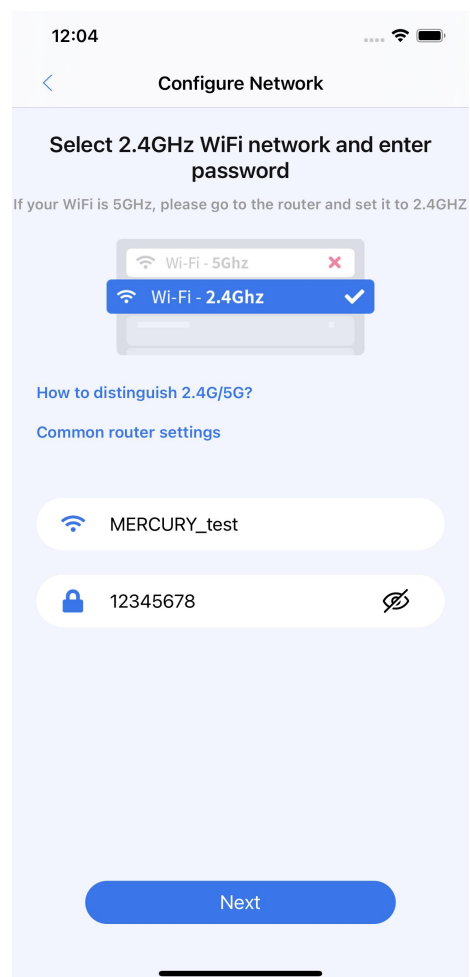 12:04
Configure Network
Select 2.4GHz WiFi network and enter
password
If your WiFi is 5GHz, please go to the router and set it to 2.4GHZ
Wi-Fi - 5Ghz
Wi-Fi - 2.4Ghz
How to distinguish 2.4G/5G?
Common router settings
MERCURY_test
12345678
Next